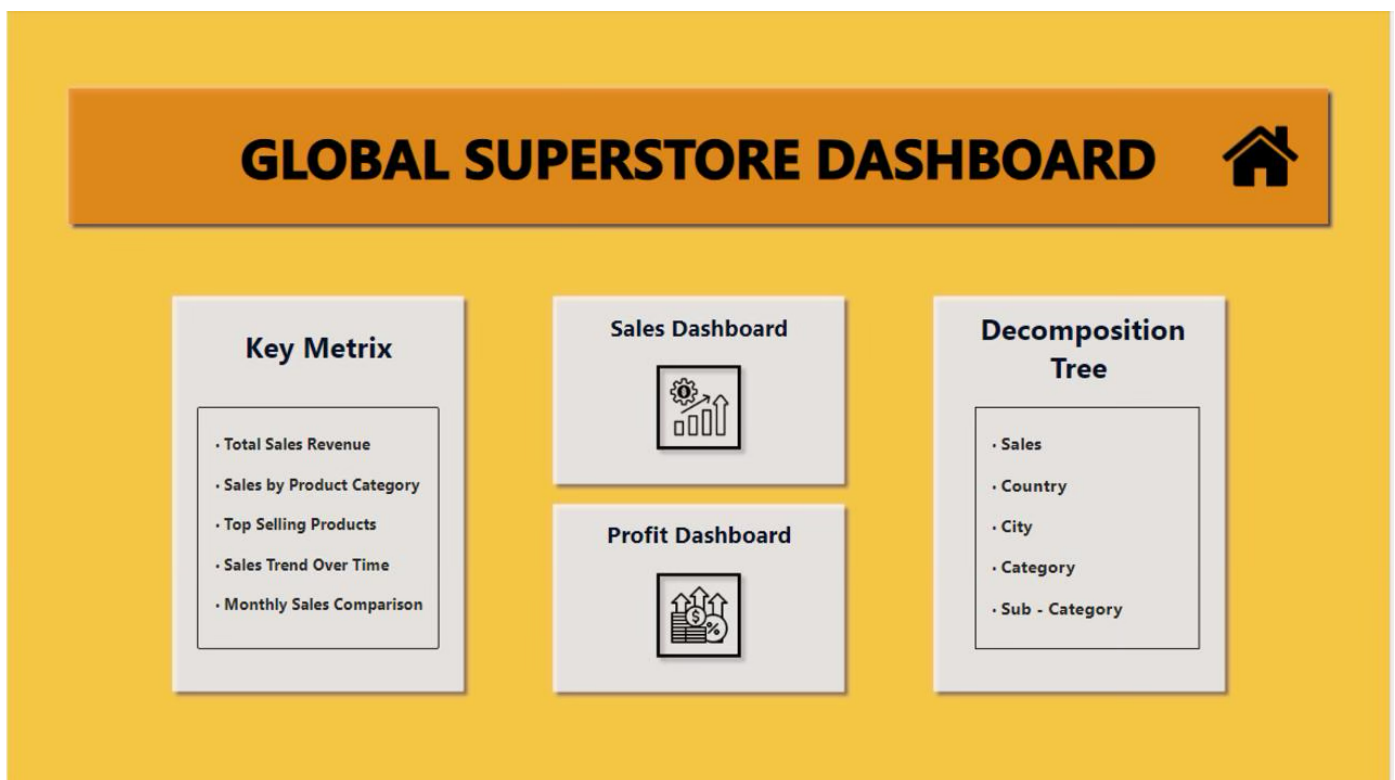 GLOBAL SUPERSTORE DASHBOARD
Key Metrix
• Total Sales Revenue
• Sales by Product Category
• Top Selling Products
• Sales Trend Over Time
• Monthly Sales Comparison
Sales Dashboard
Profit Dashboard
$
%
Decomposition
Tree
• Sales
• Country
• City
• Category
• Sub - Category